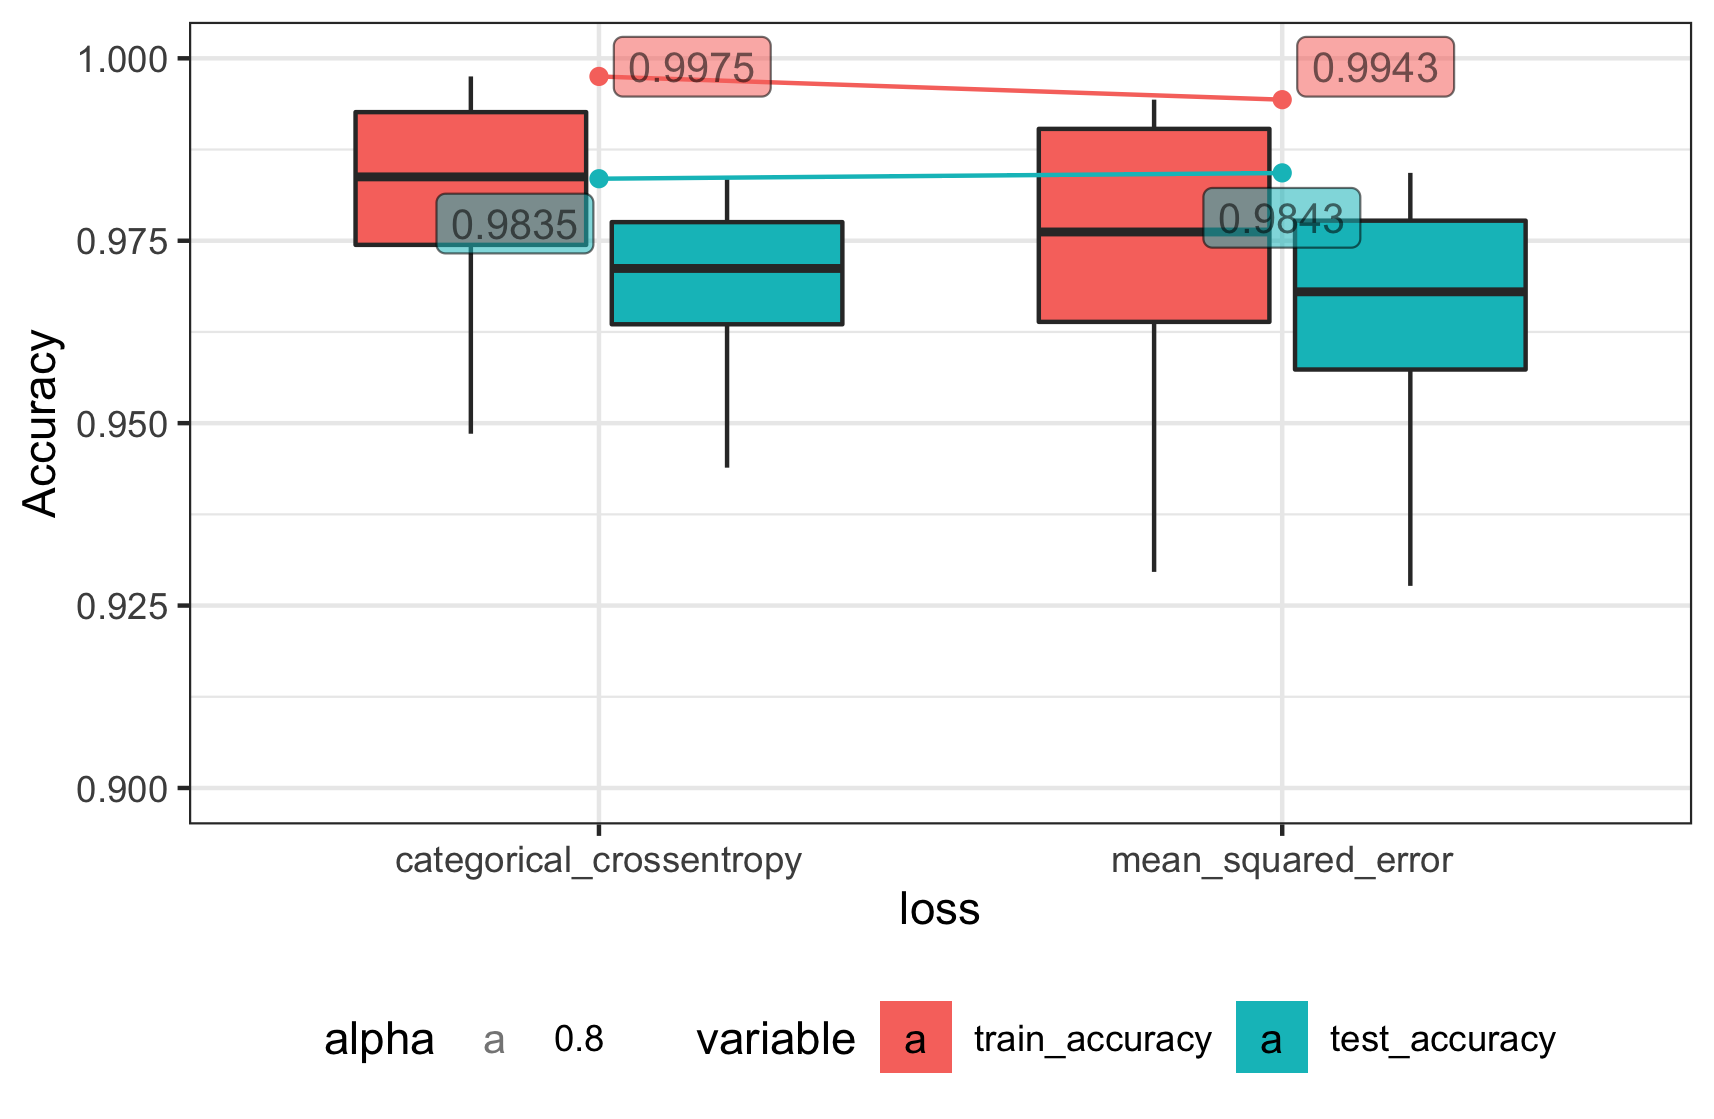 1.000
0.975
0.950
0.925
0.900
Accuracy
0.9975
0.9943
0.9835
0.9843
categorical_crossentropy
mean_squared_error
loss
alpha a 0.8 variable a train_accuracy a test_accuracy